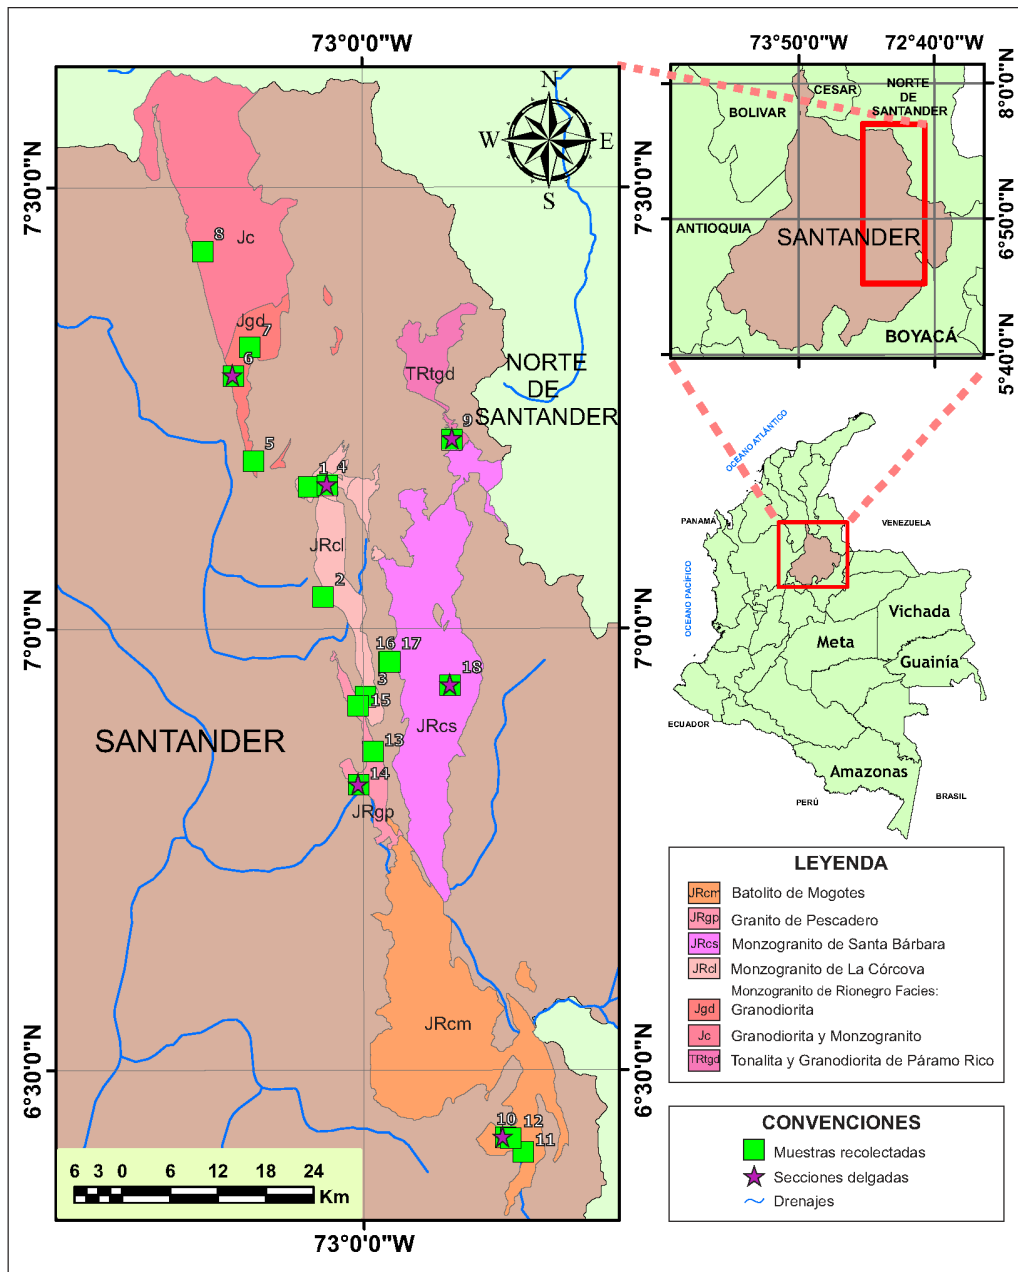 73°0'0"W
73°50'0"W
72°40'0"W
N
W
E
S
7°30'0"N
7°30'0"N
8
Jc
Jgd
7
6
TRtgd
NORTE
DE
SANTANDER
9
5
1
4
JRcl
2
7°0'0"N
7°0'0"N
16
17
3
18
15
SANTANDER
JRcs
13
14
JRgp
JRcm
6°30'0"N
6°30'0"N
10
12
11
6 3 0 6 12 18 24
Km
73°0'0"W
CESAR
NORTE
DE
SANTANDER
BOLIVAR
ANTIOQUIA
SANTANDER
BOYACÁ
8°0'0"N
6°50'0"N
5°40'0"N
OCEANO ATLÁNTICO
PANAMÁ
VENEZUELA
OCEANO PACÍFICO
Vichada
Meta
Guainía
ECUADOR
Amazonas
PERÚ
BRASIL
LEYENDA
JRcm Batolito de Mogotes
JRgp Granito de Pescadero
JRcs Monzogranito de Santa Bárbara
JRcl Monzogranito de La Córcova
Monzogranito de Rionegro Facies:
Jgd Granodiorita
Jc Granodiorita y Monzogranito
TRtgd Tonalita y Granodiorita de Páramo Rico
CONVENCIONES
Muestras recolectadas
Secciones delgadas
Drenajes